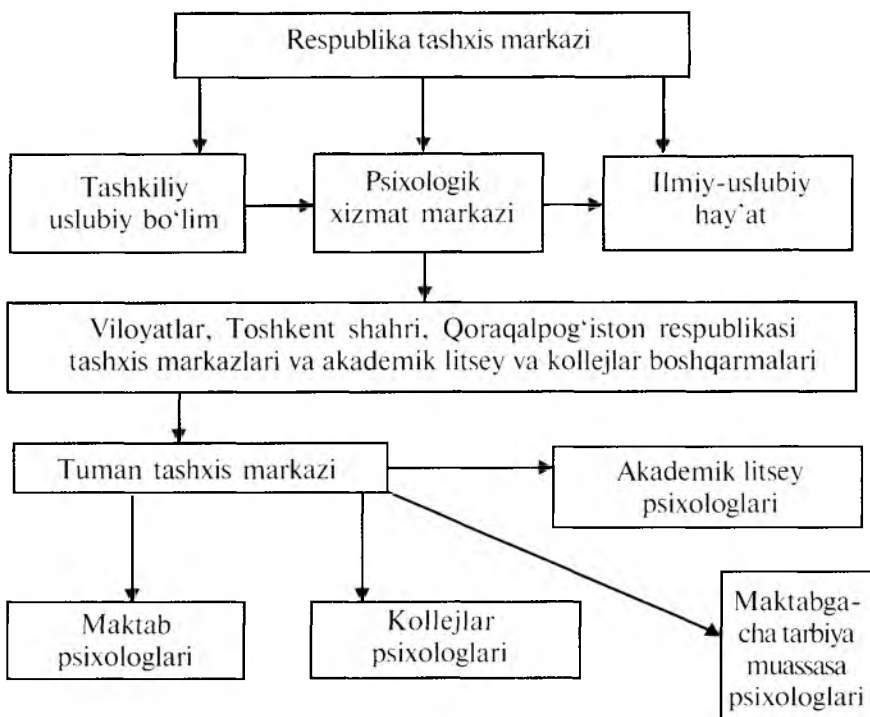 Respublika tashxis markazi
Tashkiliy
uslubiy bo‘lim
Psixologik
xizmat markazi
Ilmiy-uslubiy
hay’at
Viloyatlar, Toshkent shahri, Qoraqalpog‘iston respublikasi
tashxis markazlari va akademik litsey va kollejlar boshqarmalari
Tuman tashxis markazi
Akademik litsey
psixologlari
Maktab
psixologlari
Kollejlar
psixologlari
Maktabga-
cha tarbiya
muassasa
psixologlari